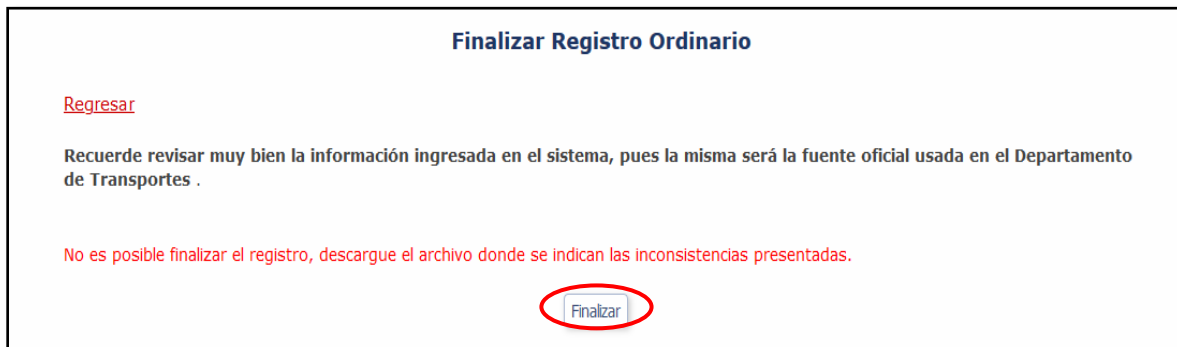 Finalizar Registro Ordinario
Regresar
Recuerde revisar muy bien la información ingresada en el sistema, pues la misma será la fuente oficial usada en el Departamento
de Transportes .
No es posible finalizar el registro, descargue el archivo donde se indican las inconsistencias presentadas.
Finalizar